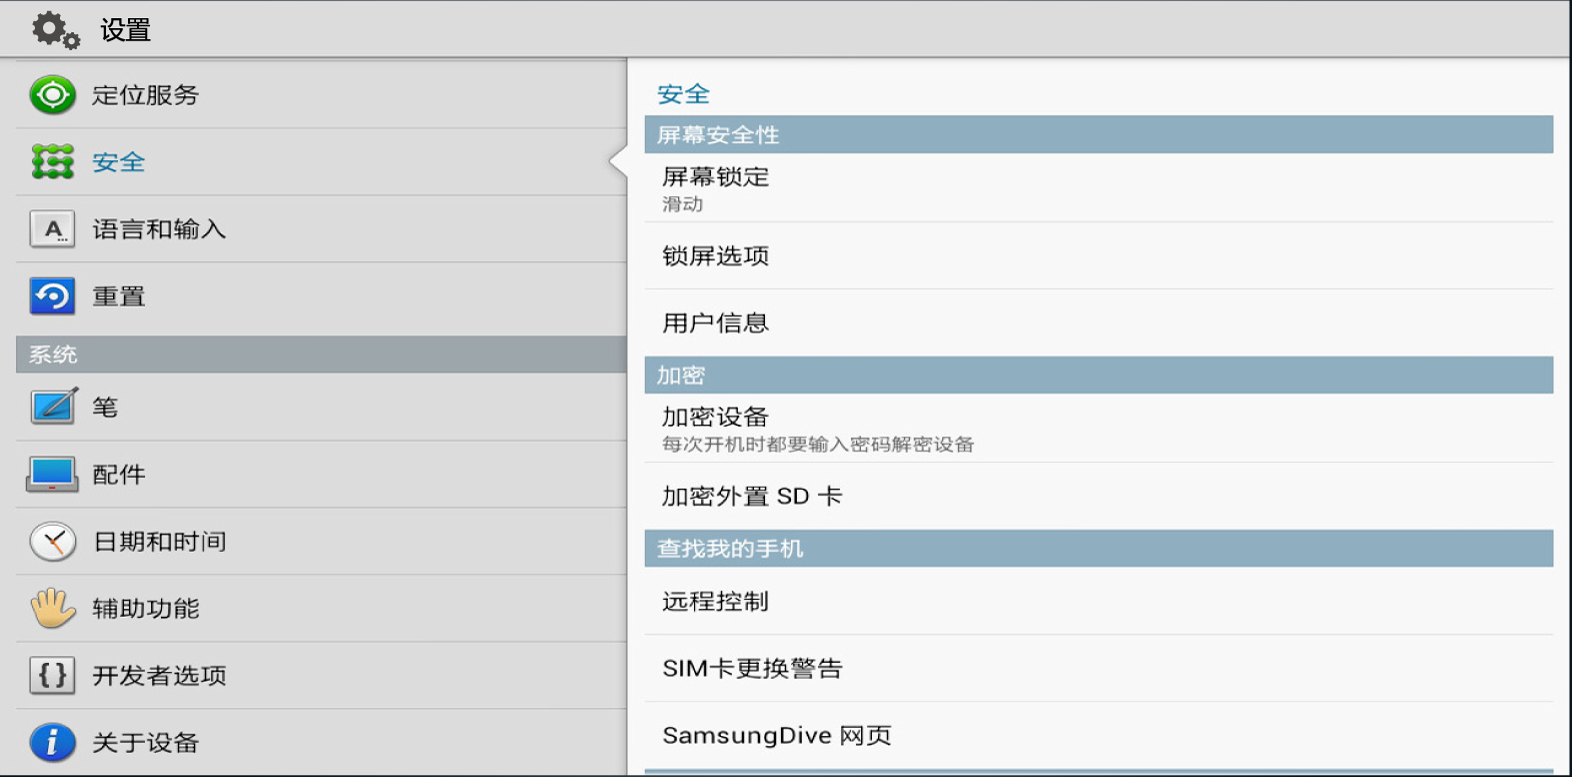 设置
定位服务
安全
语言和输入
A...
重置
系统
笔
配件
日期和时间
辅助功能
{}
开发者选项
i
关于设备
安全
屏幕安全性
屏幕锁定
滑动
锁屏选项
用户信息
加密
加密设备
每次开机时都要输入密码解密设备
加密外置 SD 卡
查找我的手机
远程控制
SIM卡更换警告
SamsungDive 网页